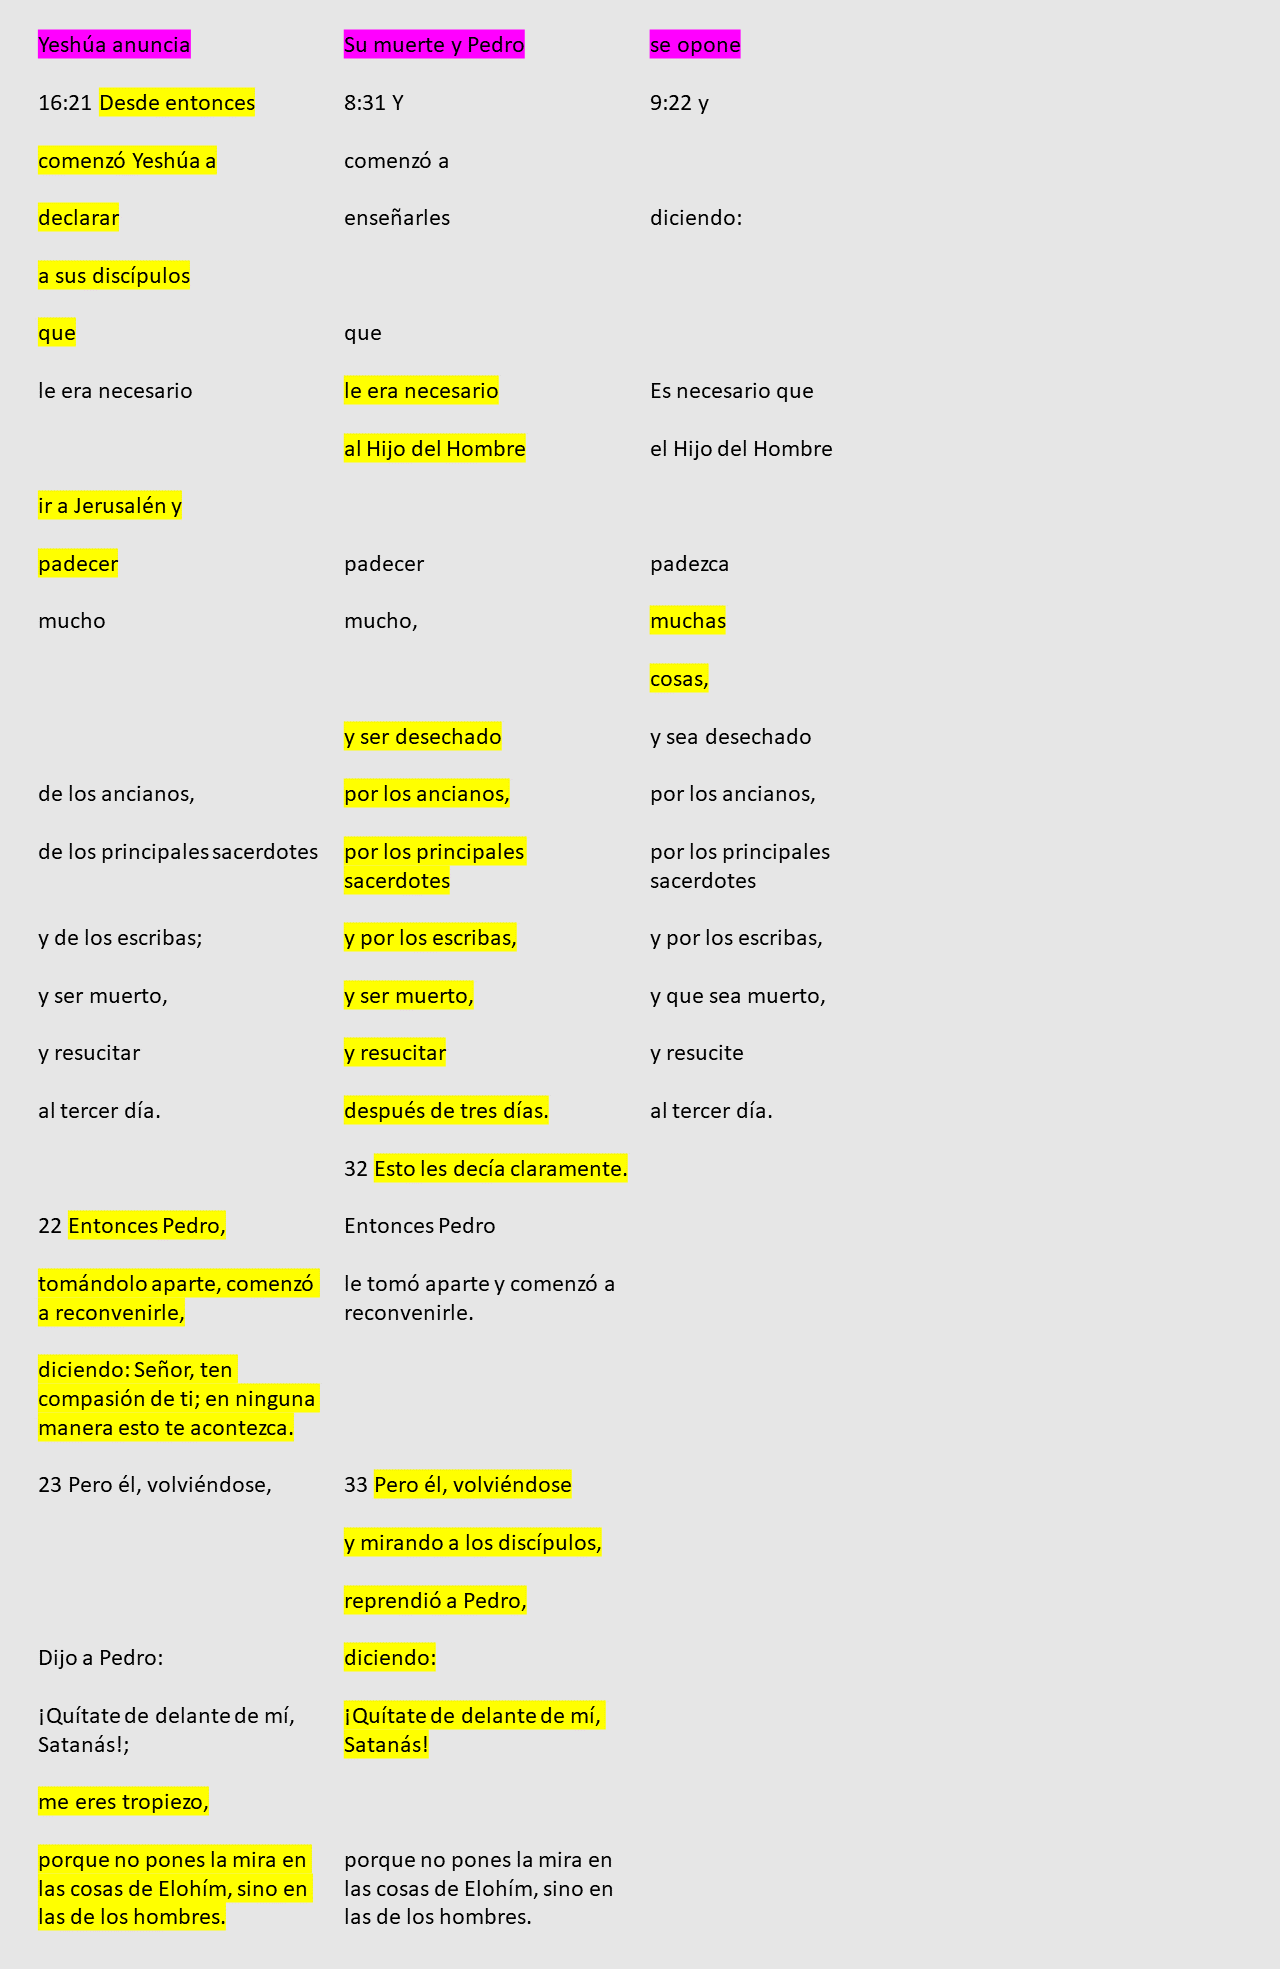 Yeshúa anuncia Su muerte y Pedro se opone
16:21 Desde entonces 8:31 Y 9:22 y
comenzó Yeshúa a comenzó a
declarar enseñarles diciendo:
a sus discípulos
que que
le era necesario le era necesario Es necesario que
al Hijo del Hombre el Hijo del Hombre
ir a Jerusalén y
padecer padecer padezca
mucho mucho, muchas
cosas,
y ser desechado y sea desechado
de los ancianos, por los ancianos, por los ancianos,
de los principales sacerdotes por los principales por los principales
sacerdotes sacerdotes
y de los escribas; y por los escribas, y por los escribas,
y ser muerto, y ser muerto, y que sea muerto,
y resucitar y resucitar y resucite
al tercer día. después de tres días. al tercer día.
32 Esto les decía claramente.
22 Entonces Pedro, Entonces Pedro
tomándolo aparte, comenzó le tomó aparte y comenzó a
a reconvenirle, reconvenirle.
diciendo: Señor, ten
compasión de ti; en ninguna
manera esto te acontezca.
23 Pero él, volviéndose, 33 Pero él, volviéndose
y mirando a los discípulos,
reprendió a Pedro,
Dijo a Pedro: diciendo:
¡Quítate de delante de mí, ¡Quítate de delante de mí,
Satanás!; Satanás!
me eres tropiezo,
porque no pones la mira en porque no pones la mira en
las cosas de Elohím, sino en las cosas de Elohím, sino en
las de los hombres. las de los hombres.